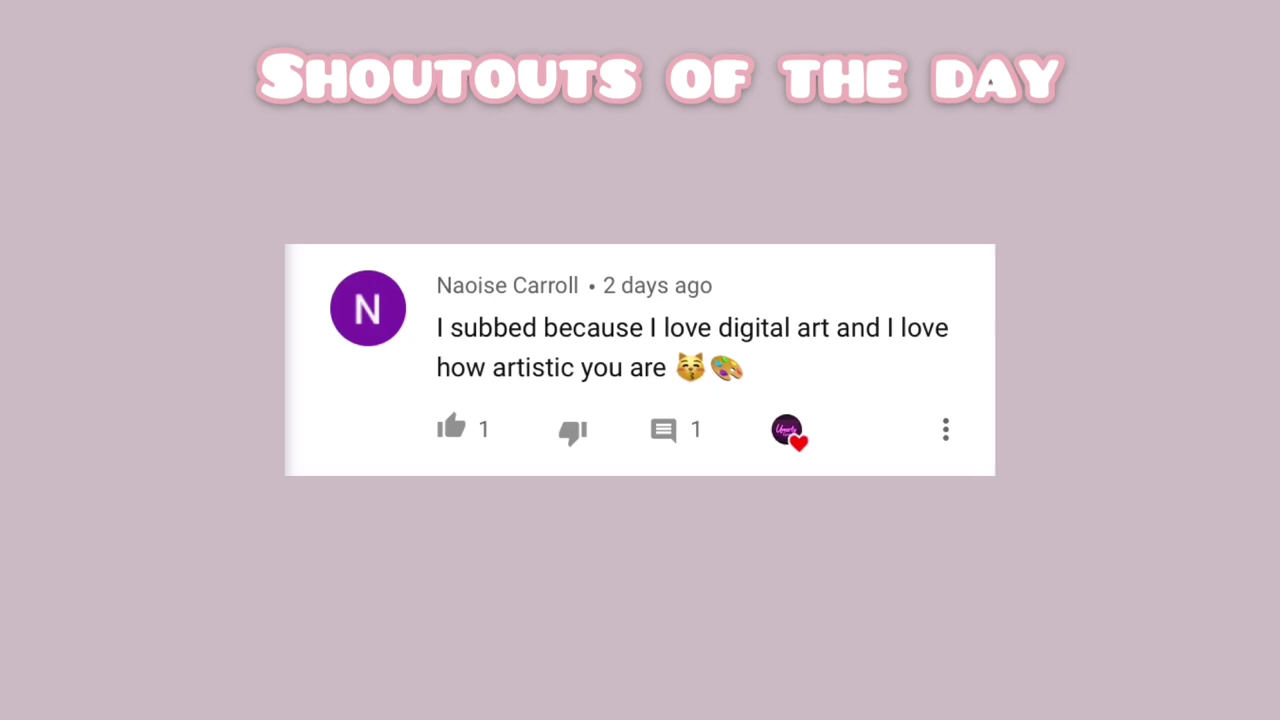 Shoutouts of the day
N
Naoise Carroll • 2 days ago
I subbed because I love digital art and I love
how artistic you are 😽🎨
1
1